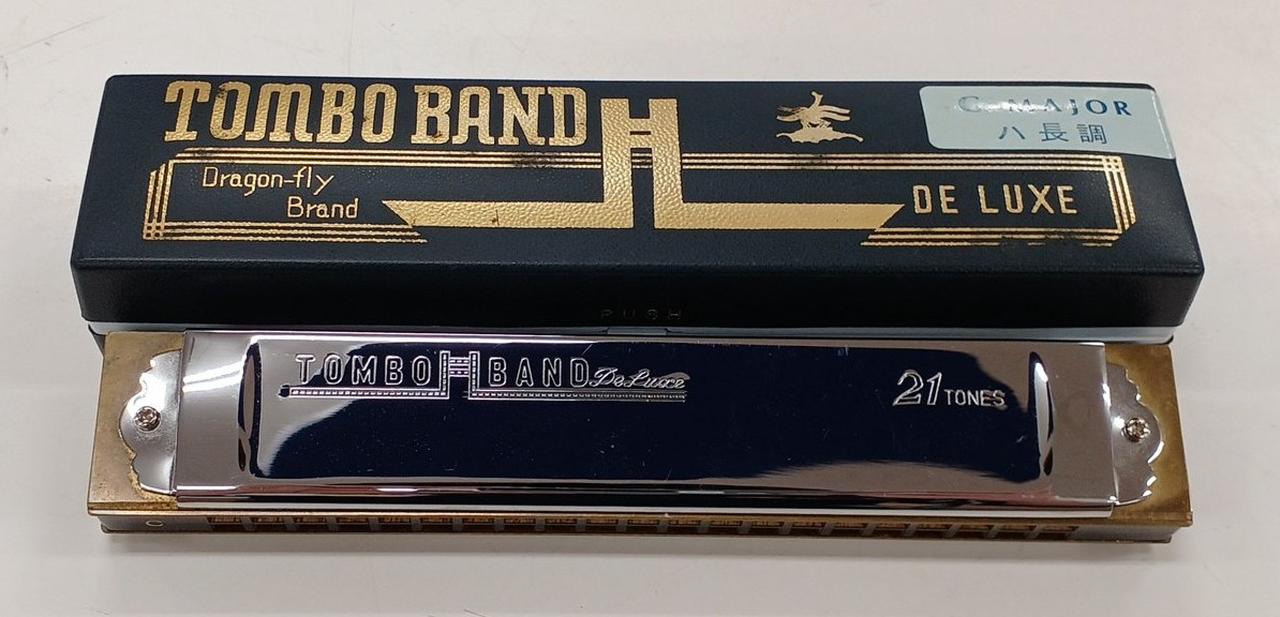 TOMBO BAND
C MAJOR
ハ長調
Dragon-fly
Brand
DE LUXE
PUSH
TOMBO BAND DeLuxe
21 TONES
C